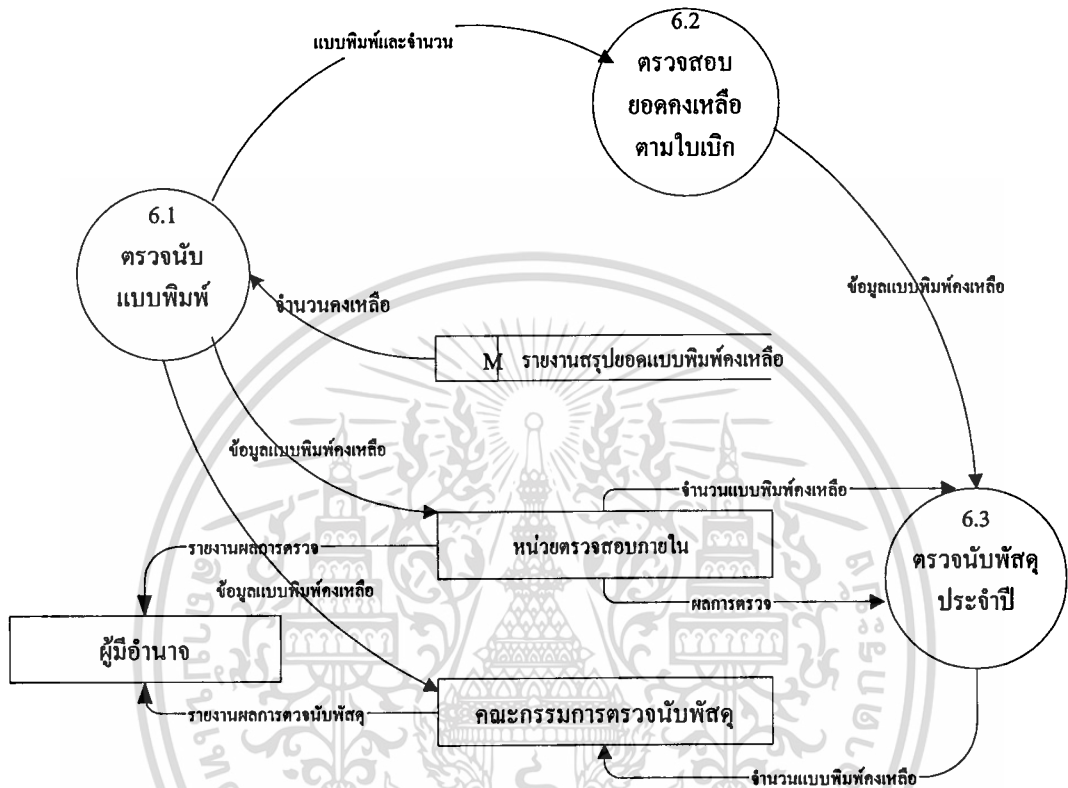 แบบพิมพ์และจำนวน
6.2
ตรวจสอบ
ยอดคงเหลือ
ตามใบเบิก
6.1
ตรวจนับ
แบบพิมพ์
จำนวนคงเหลือ
ข้อมูลแบบพิมพ์คงเหลือ
M รายงานสรุปยอดแบบพิมพ์คงเหลือ
ข้อมูลแบบพิมพ์คงเหลือ
จำนวนแบบพิมพ์คงเหลือ
หน่วยตรวจสอบภายใน
6.3
ตรวจนับพัสดุ
ประจำปี
รายงานผลการตรวจ
ข้อมูลแบบพิมพ์คงเหลือ
ผลการตรวจ
ผู้มีอำนาจ
รายงานผลการตวจนับพัสดุ
คณะกรรมการตรวจนับพัสดุ
จำนวนแบบพิมพ์คงเหลือ